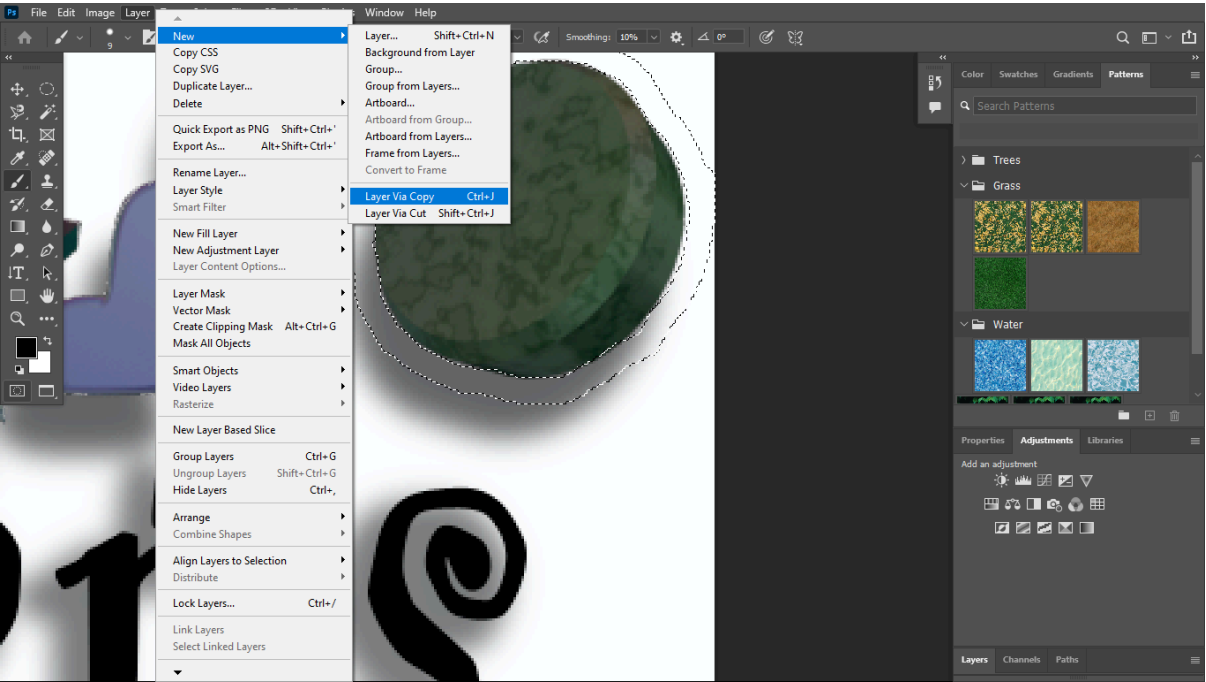 Ps File Edit Image Layer Window Help
9
Smoothing: 10%
0°
New
Copy CSS
Copy SVG
Duplicate Layer...
Delete
Quick Export as PNG Shift+Ctrl+'
Export As... Alt+Shift+Ctrl+'
Rename Layer...
Layer Style
Smart Filter
New Fill Layer
New Adjustment Layer
Layer Content Options...
Layer Mask
Vector Mask
Create Clipping Mask Alt+Ctrl+G
Mask All Objects
Smart Objects
Video Layers
Rasterize
New Layer Based Slice
Group Layers Ctrl+G
Ungroup Layers Shift+Ctrl+G
Hide Layers Ctrl+,
Arrange
Combine Shapes
Align Layers to Selection
Distribute
Lock Layers... Ctrl+/
Link Layers
Select Linked Layers
Layer... Shift+Ctrl+N
Background from Layer
Group...
Group from Layers...
Artboard...
Artboard from Group...
Artboard from Layers...
Frame from Layers...
Convert to Frame
Layer Via Copy Ctrl+J
Layer Via Cut Shift+Ctrl+J
Color Swatches Gradients Patterns
Search Patterns
Trees
Grass
Water
Properties Adjustments Libraries
Add an adjustment
Layers Channels Paths